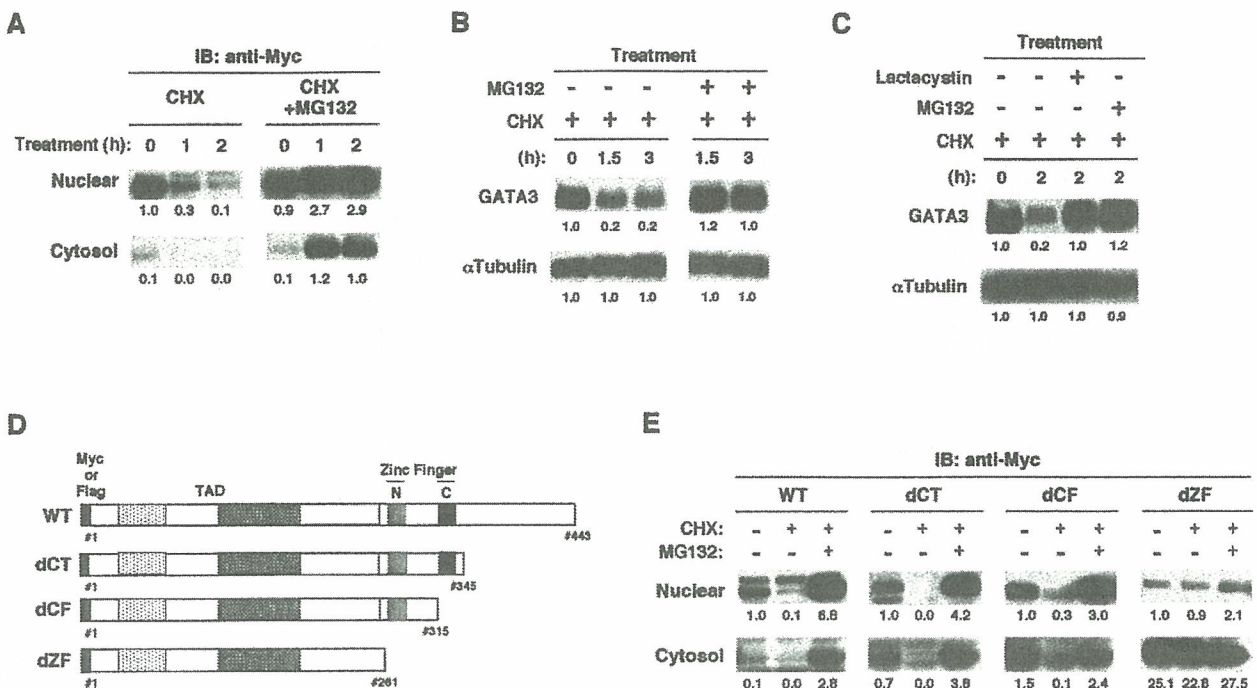 A
IB: anti-Myc
CHX
CHX
+MG132
Treatment (h): 0 1 2 0 1 2
Nuclear
1.0 0.3 0.1 0.9 2.7 2.9
Cytosol
0.1 0.0 0.0 0.1 1.2 1.0
B
Treatment
MG132 - - - + +
CHX + + + + +
(h): 0 1.5 3 1.5 3
GATA3
1.0 0.2 0.2 1.2 1.0
αTubulin
1.0 1.0 1.0 1.0 1.0
C
Treatment
Lactacystin - - + -
MG132 - - - +
CHX + + + +
(h): 0 2 2 2
GATA3
1.0 0.2 1.0 1.2
αTubulin
1.0 1.0 1.0 0.9
D
Myc
or
Flag
TAD
Zinc Finger
N C
WT
#1 #443
dCT
#1 #345
dCF
#1 #315
dZF
#1 #261
E
IB: anti-Myc
WT dCT dCF dZF
CHX: - + + - + + - + + - + +
MG132: - - + - - + - - + - - +
Nuclear
1.0 0.1 6.8 1.0 0.0 4.2 1.0 0.3 3.0 1.0 0.9 2.1
Cytosol
0.1 0.0 2.8 0.7 0.0 3.8 1.5 0.1 2.4 25.1 22.8 27.5